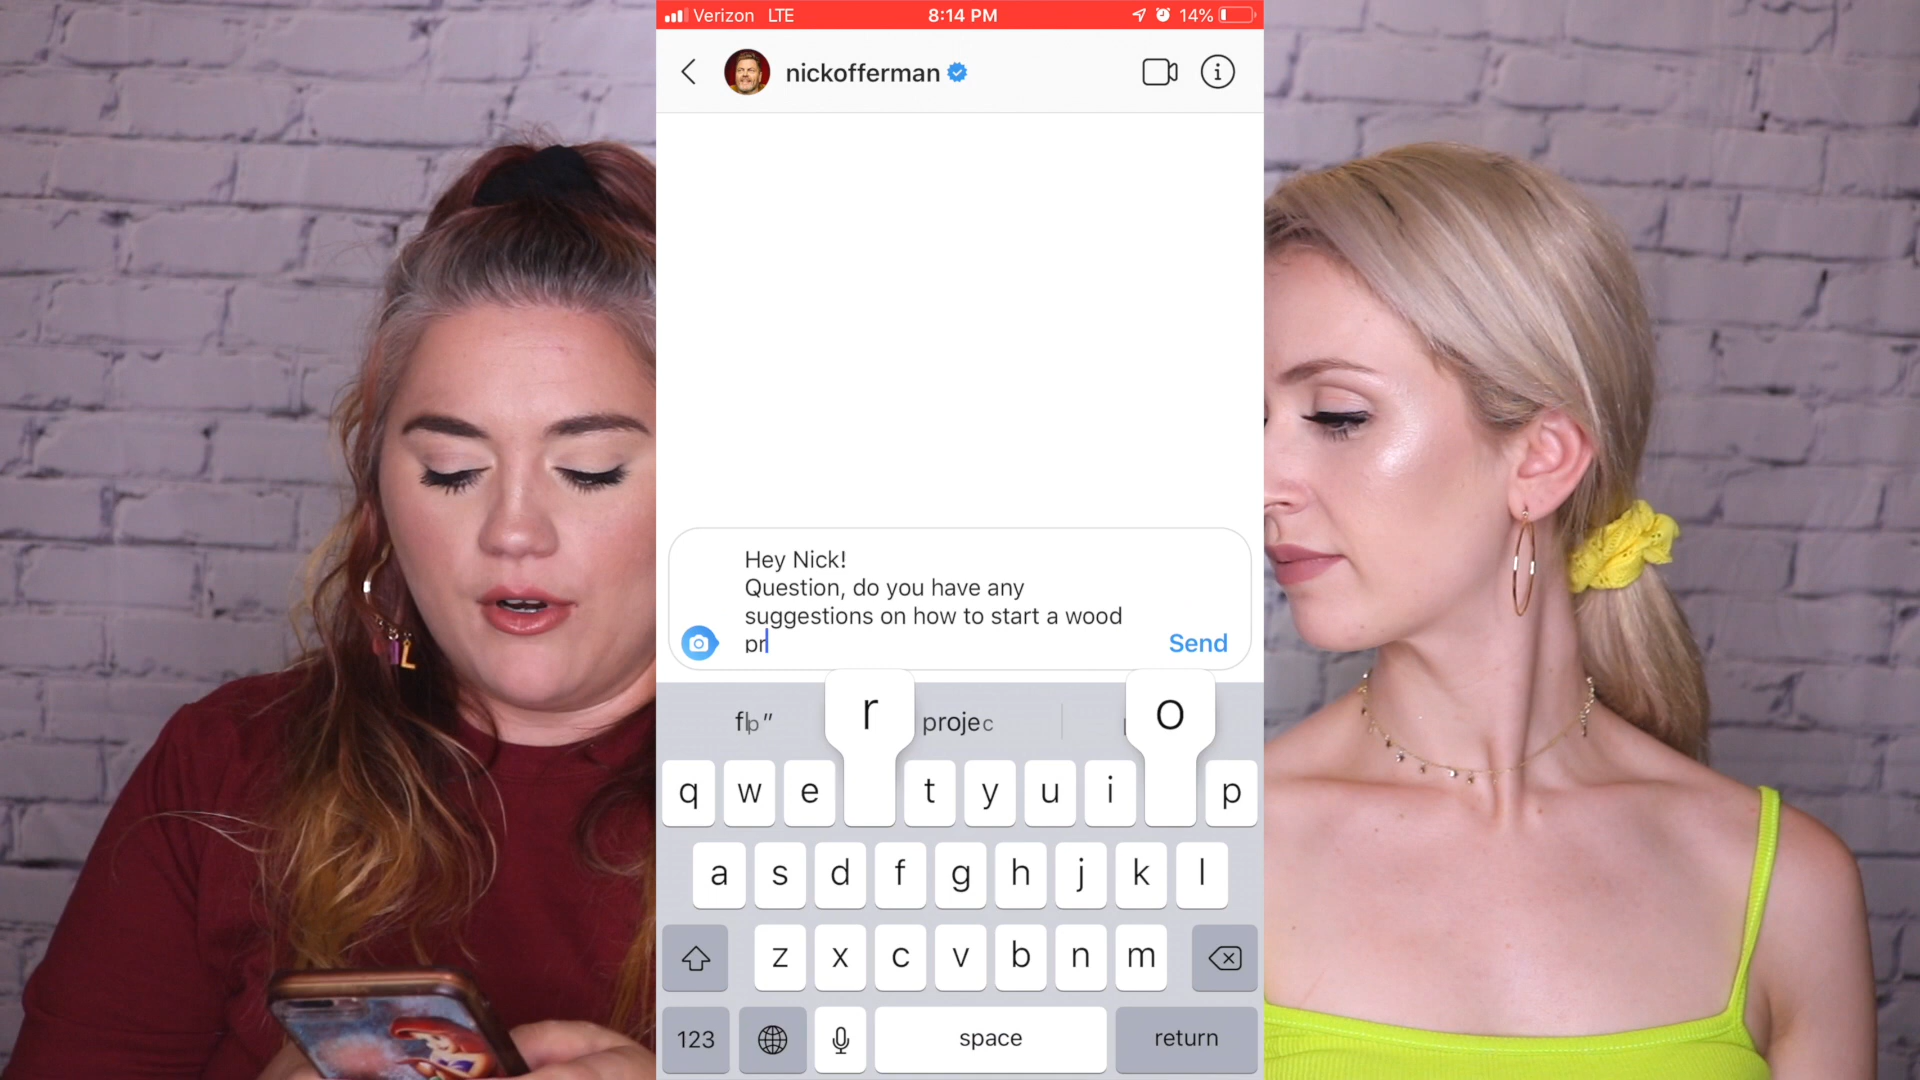 Verizon LTE 8:14 PM 14%
nickofferman
Hey Nick!
Question, do you have any
suggestions on how to start a wood
pr
Send
r o
projec
q w e t y u i p
a s d f g h j k l
z x c v b n m
123 space return
L